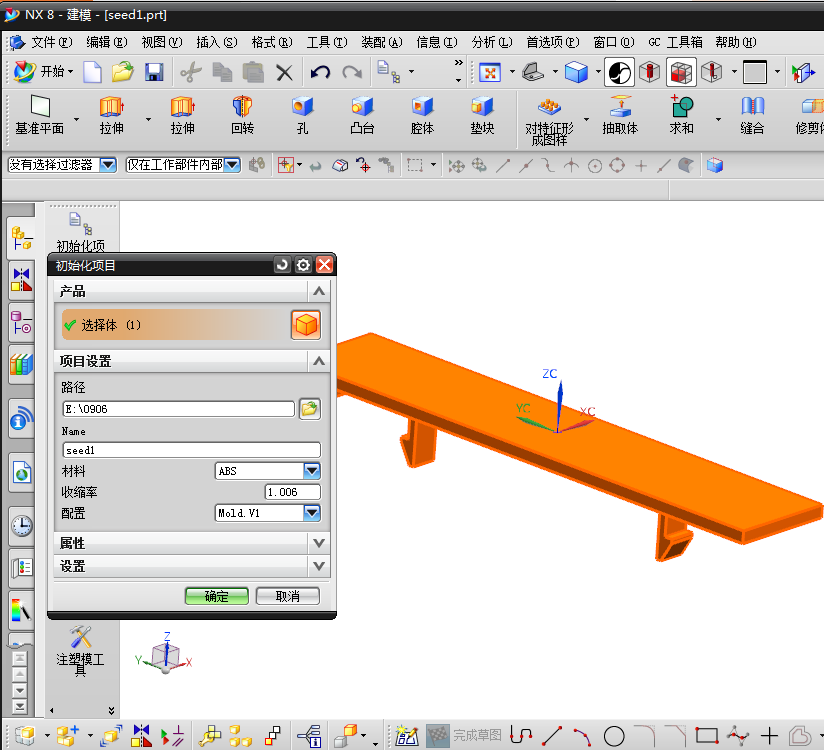 NX 8 - 建模 - [seed1.prt]
文件(F) 编辑(E) 视图(V) 插入(S) 格式(R) 工具(T) 装配(A) 信息(I) 分析(L) 首选项(P) 窗口(O) GC 工具箱 帮助(H)
开始
基准平面 拉伸 拉伸 回转 孔 凸台 腔体 垫块 对特征形成图样 抽取体 求和 缝合
没有选择过滤器 仅在工作部件内部
初始化项
初始化项目
产品
选择体 (1)
项目设置
路径
E:\0906
Name
seed1
材料 ABS
收缩率 1.006
配置 Mold.V1
属性
设置
确定 取消
ZC
YC XC
注塑模工具
Z
Y X
完成草图